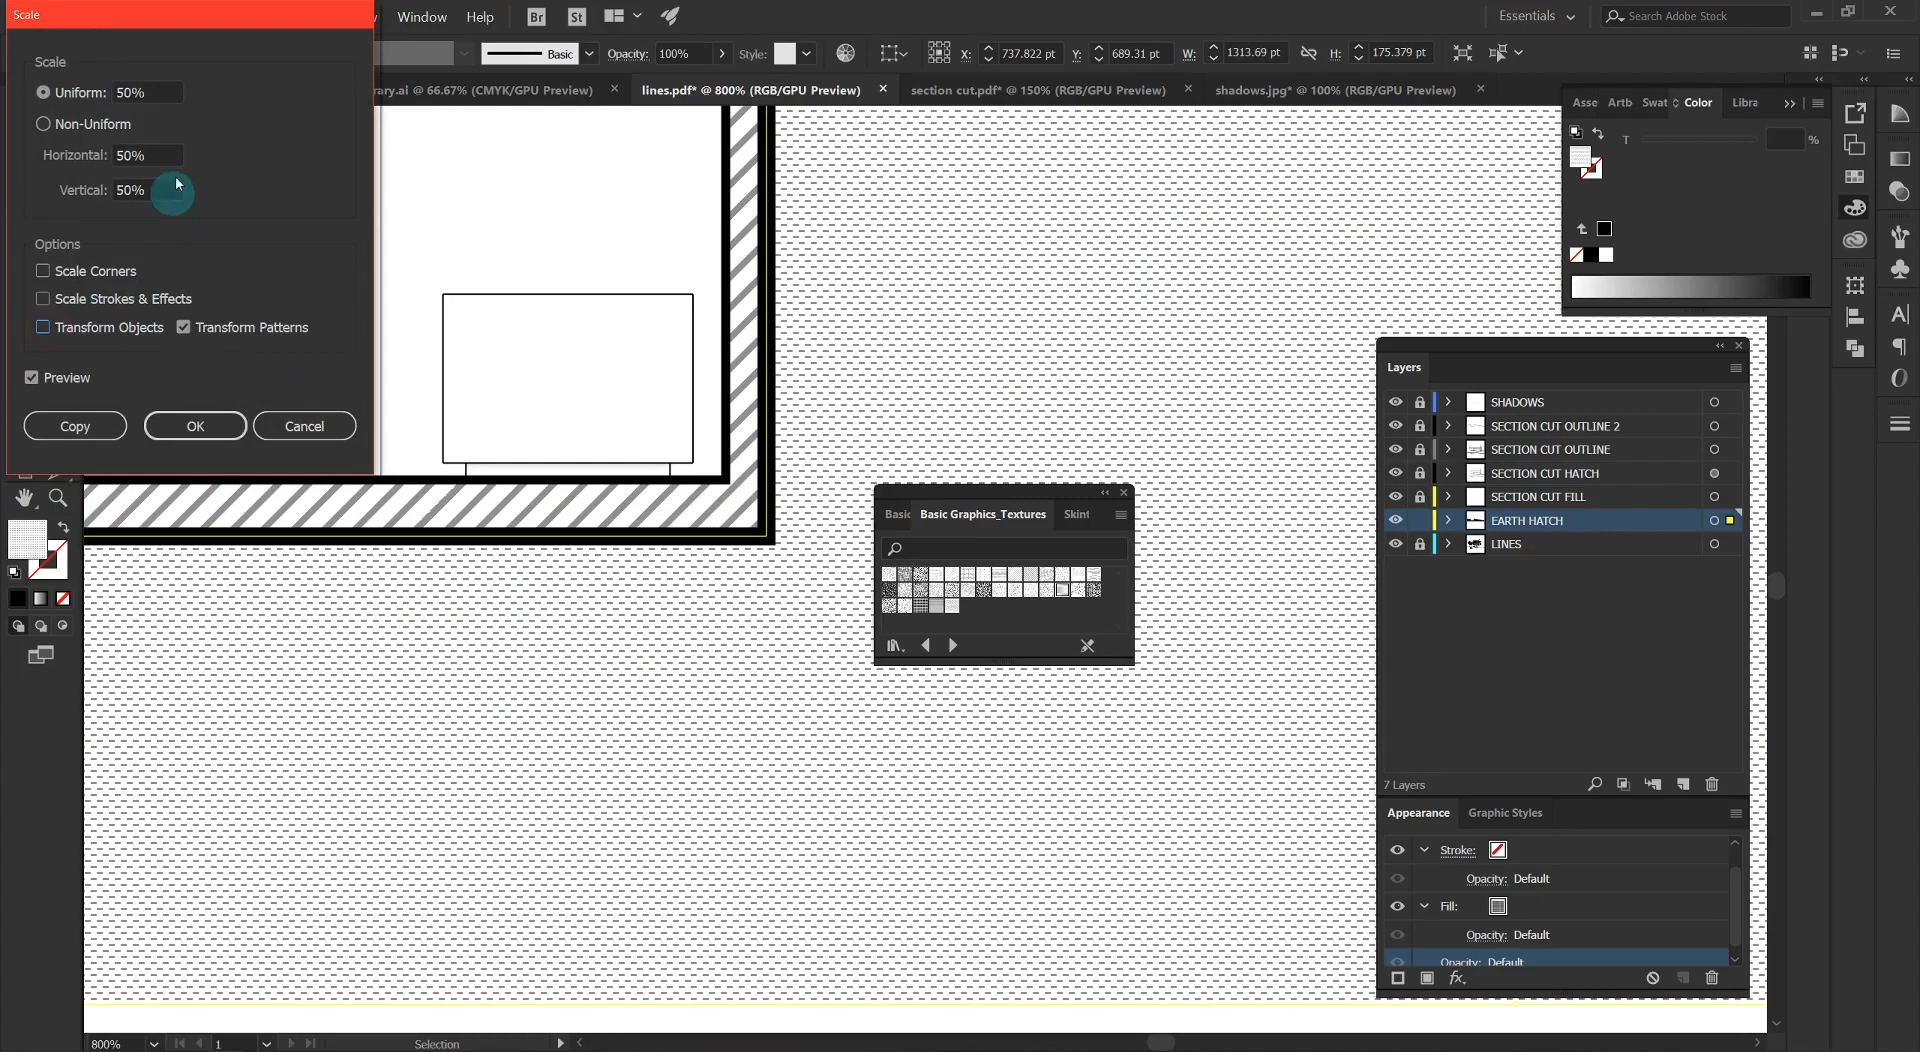 Scale
Window
Help
Br
St
Essentials
Search Adobe Stock
Basic
Opacity:
100%
Style:
X:
737.822 pt
Y:
689.31 pt
W:
1313.69 pt
H:
175.379 pt
rary.ai @ 66.67% (CMYK/GPU Preview)
lines.pdf* @ 800% (RGB/GPU Preview)
section cut.pdf* @ 150% (RGB/GPU Preview)
shadows.jpg* @ 100% (RGB/GPU Preview)
Scale
Uniform:
50%
Non-Uniform
Horizontal:
50%
Vertical:
50%
Options
Scale Corners
Scale Strokes & Effects
Transform Objects
Transform Patterns
Preview
Copy
OK
Cancel
Asse
Artb
Swat
Color
Libra
T
%
Layers
SHADOWS
SECTION CUT OUTLINE 2
SECTION CUT OUTLINE
SECTION CUT HATCH
SECTION CUT FILL
EARTH HATCH
LINES
7 Layers
Basic
Basic Graphics_Textures
Skint
Appearance
Graphic Styles
Stroke:
Opacity: Default
Fill:
Opacity: Default
Opacity: Default
fx
800%
1
Selection